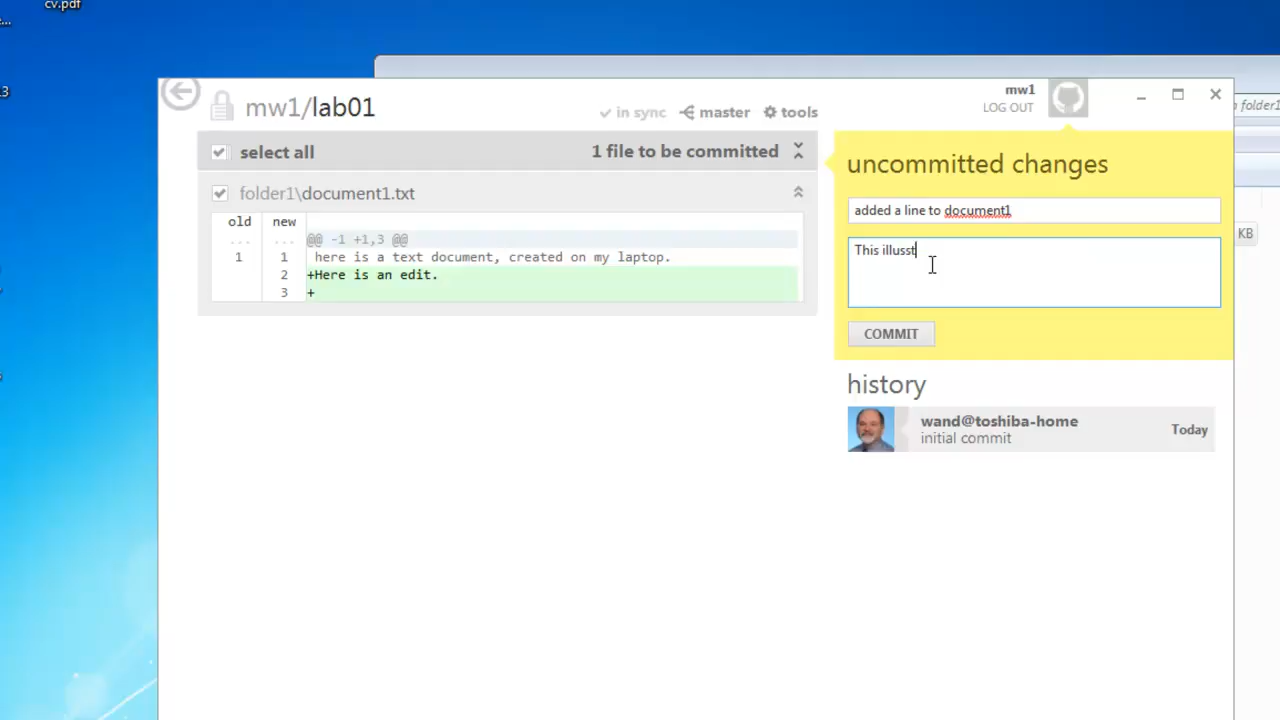 cv.pdf
...
3
mw1/lab01
in sync
master
tools
mw1
LOG OUT
folder1
select all
1 file to be committed
folder1\document1.txt
old new
... ... @@ -1 +1,3 @@
1 1 here is a text document, created on my laptop.
2 +Here is an edit.
3 +
uncommitted changes
added a line to document1
This illusst
COMMIT
KB
history
wand@toshiba-home
initial commit
Today